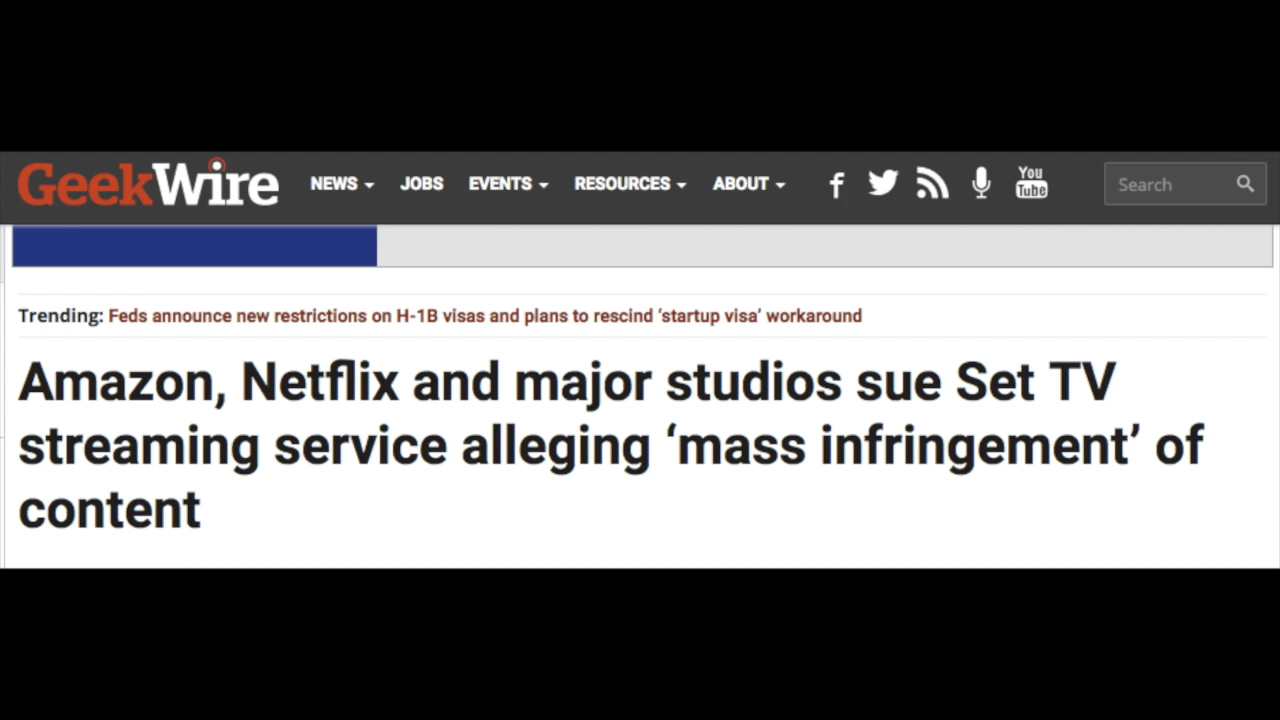 GeekWire NEWS JOBS EVENTS RESOURCES ABOUT f You Tube Search
Trending: Feds announce new restrictions on H-1B visas and plans to rescind ‘startup visa’ workaround
Amazon, Netflix and major studios sue Set TV
streaming service alleging ‘mass infringement’ of
content